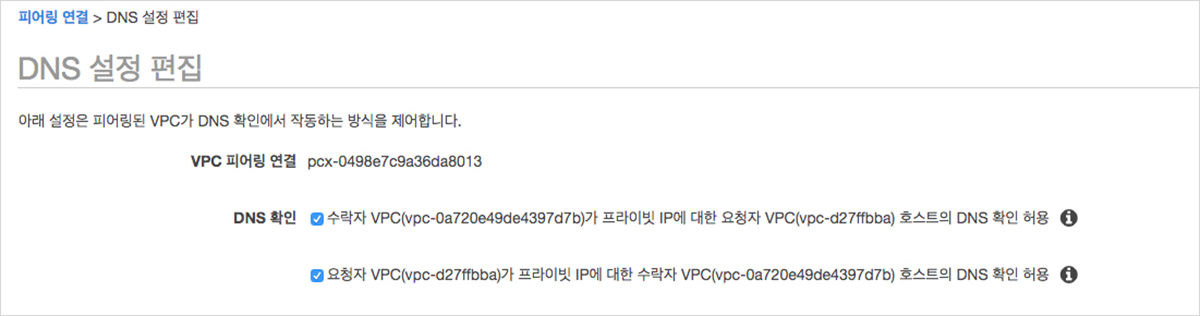 피어링 연결 > DNS 설정 편집
DNS 설정 편집
아래 설정은 피어링된 VPC가 DNS 확인에서 작동하는 방식을 제어합니다.
VPC 피어링 연결 pcx-0498e7c9a36da8013
DNS 확인 수락자 VPC(vpc-0a720e49de4397d7b)가 프라이빗 IP에 대한 요청자 VPC(vpc-d27ffbba) 호스트의 DNS 확인 허용
요청자 VPC(vpc-d27ffbba)가 프라이빗 IP에 대한 수락자 VPC(vpc-0a720e49de4397d7b) 호스트의 DNS 확인 허용